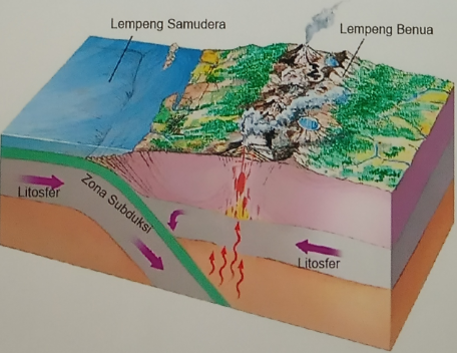 Lempeng Samudera
Lempeng Benua
Litosfer
Zona Subduksi
Litosfer